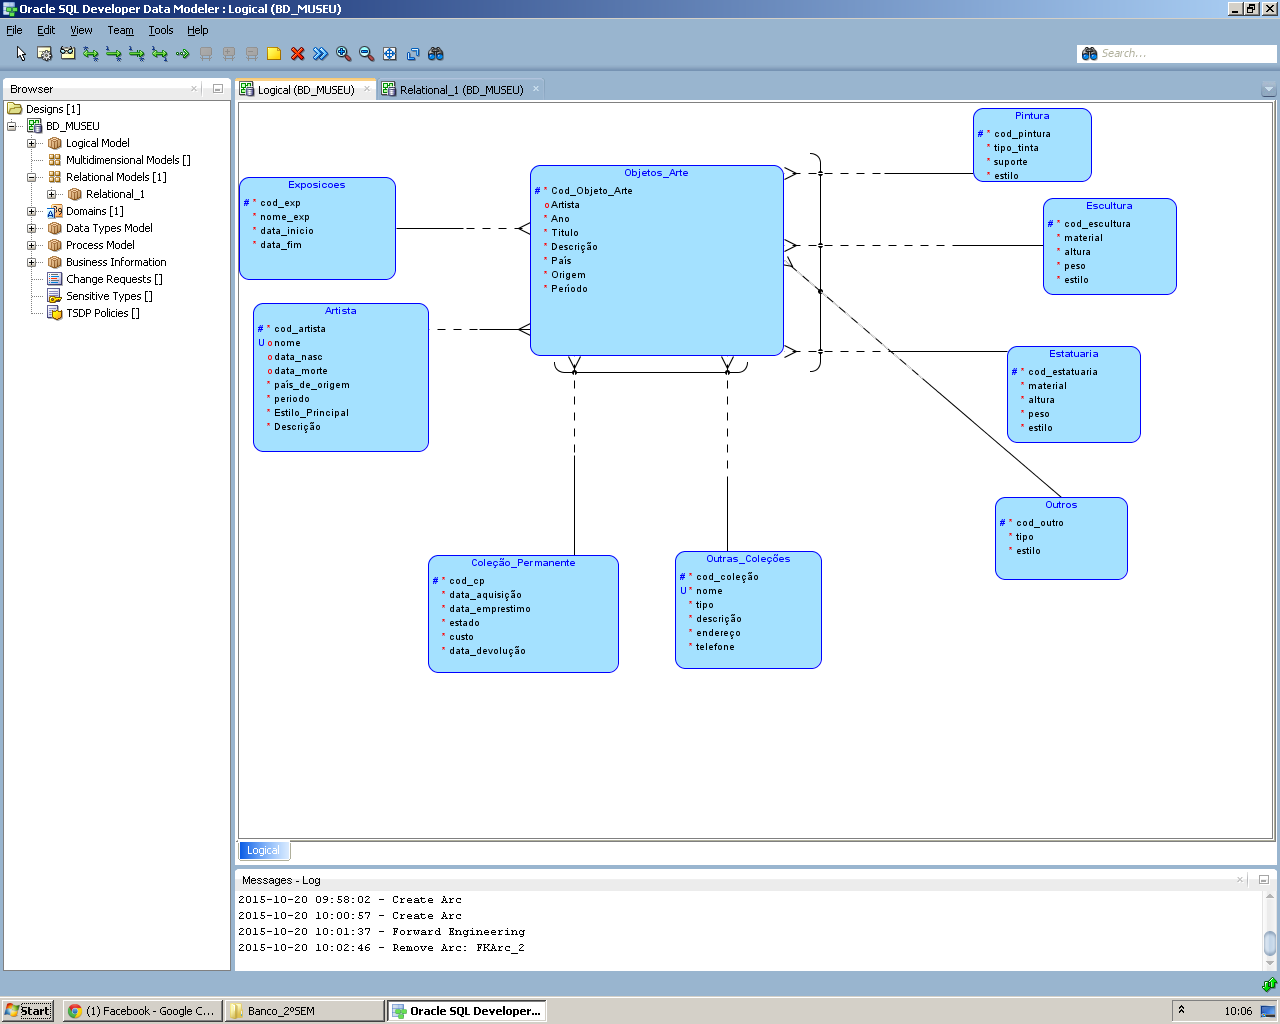 Oracle SQL Developer Data Modeler : Logical (BD_MUSEU)
File Edit View Team Tools Help
Search...
Browser
Designs [1]
BD_MUSEU
Logical Model
Multidimensional Models []
Relational Models [1]
Relational_1
Domains [1]
Data Types Model
Process Model
Business Information
Change Requests []
Sensitive Types []
TSDP Policies []
Logical (BD_MUSEU)
Relational_1 (BD_MUSEU)
Exposicoes
# * cod_exp
* nome_exp
* data_inicio
* data_fim
Artista
# * cod_artista
U o nome
o data_nasc
o data_morte
* país_de_origem
* periodo
* Estilo_Principal
* Descrição
Objetos_Arte
# * Cod_Objeto_Arte
o Artista
* Ano
* Titulo
* Descrição
* País
* Origem
* Período
Pintura
# * cod_pintura
* tipo_tinta
* suporte
* estilo
Escultura
# * cod_escultura
* material
* altura
* peso
* estilo
Estatuaria
# * cod_estatuaria
* material
* altura
* peso
* estilo
Outros
# * cod_outro
* tipo
* estilo
Coleção_Permanente
# * cod_cp
* data_aquisição
* data_emprestimo
* estado
* custo
* data_devolução
Outras_Coleções
# * cod_coleção
U * nome
* tipo
* descrição
* endereço
* telefone
Logical
Messages - Log
2015-10-20 09:58:02 - Create Arc
2015-10-20 10:00:57 - Create Arc
2015-10-20 10:01:37 - Forward Engineering
2015-10-20 10:02:46 - Remove Arc: FKArc_2
Start
(1) Facebook - Google C...
Banco_2ºSEM
Oracle SQL Developer...
10:06